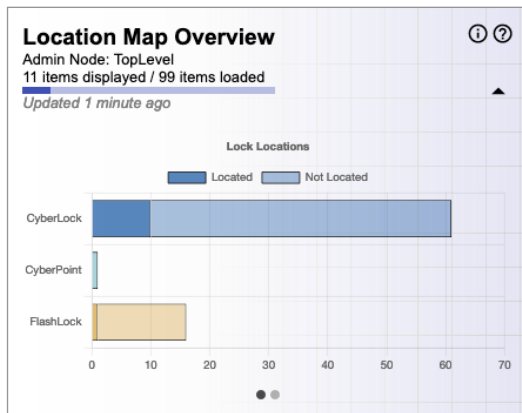 Location Map Overview
Admin Node: TopLevel
11 items displayed / 99 items loaded
Updated 1 minute ago
Lock Locations
Located Not Located
CyberLock
CyberPoint
FlashLock
0 10 20 30 40 50 60 70